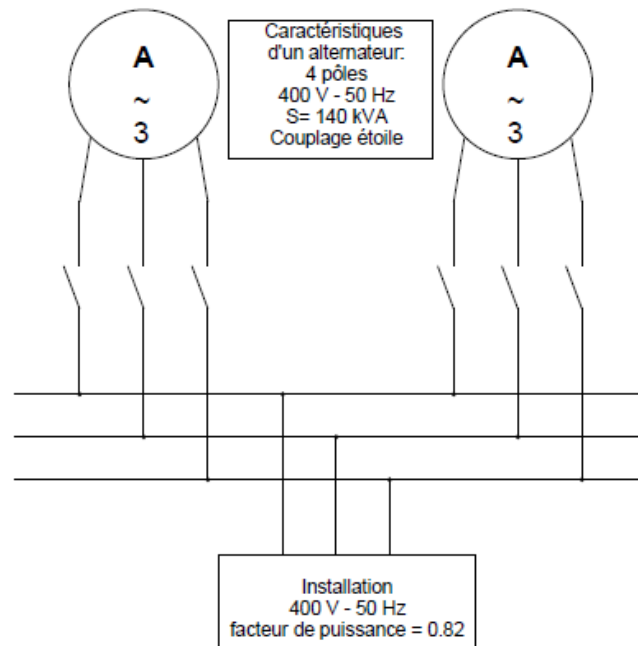 A
~
3
Caractéristiques
d'un alternateur:
4 pôles
400 V - 50 Hz
S= 140 kVA
Couplage étoile
A
~
3
Installation
400 V - 50 Hz
facteur de puissance = 0.82